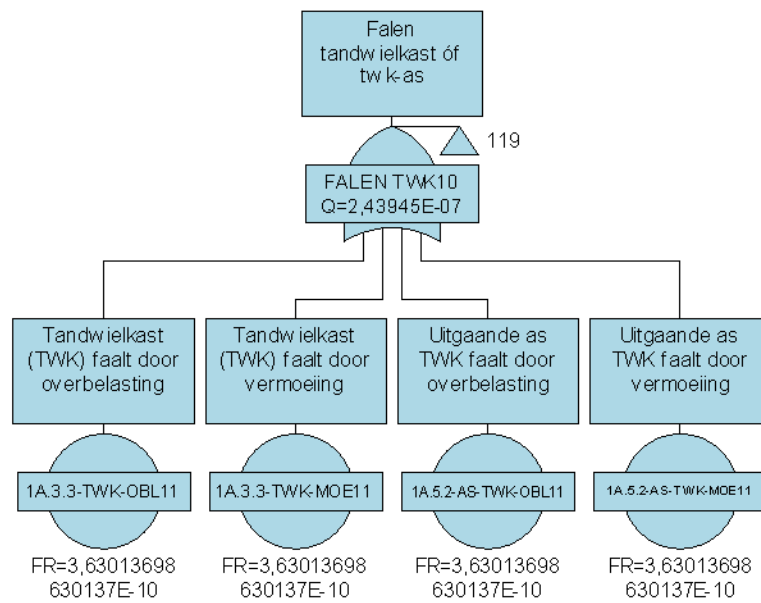 Falen
tandwielkast óf
twk-as
119
FALEN TWK10
Q=2,43945E-07
Tandwielkast
(TWK) faalt door
overbelasting
Tandwielkast
(TWK) faalt door
vermoeiing
Uitgaande as
TWK faalt door
overbelasting
Uitgaande as
TWK faalt door
vermoeiing
1A.3.3-TWK-OBL11
1A.3.3-TWK-MOE11
1A.5.2-AS-TWK-OBL11
1A.5.2-AS-TWK-MOE11
FR=3,63013698
630137E-10
FR=3,63013698
630137E-10
FR=3,63013698
630137E-10
FR=3,63013698
630137E-10